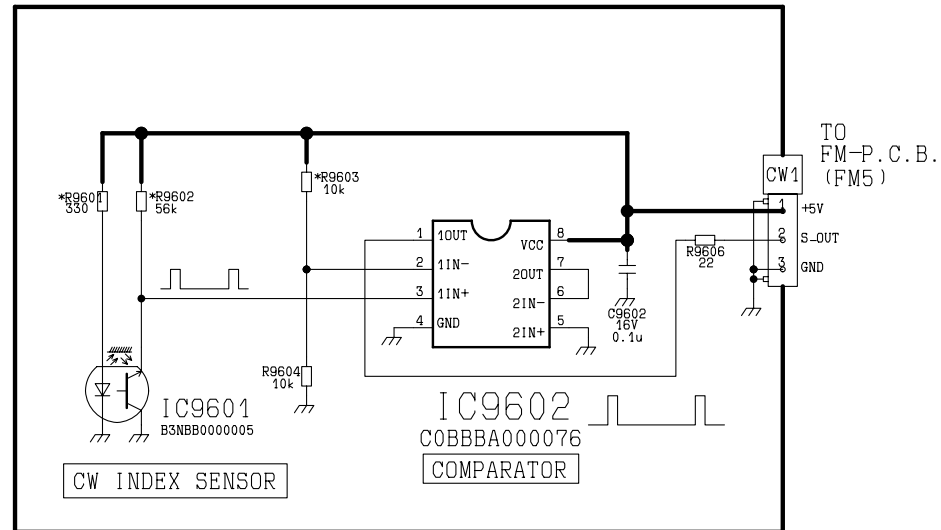 TO
FM-P.C.B.
(FM5)
CW1
1 +5V
2 S_OUT
3 GND
*R9601
330
*R9602
56k
*R9603
10k
R9606
22
1 1OUT
2 1IN-
3 1IN+
4 GND
VCC 8
2OUT 7
2IN- 6
2IN+ 5
C9602
16V
0.1u
R9604
10k
IC9601
B3NBB0000005
CW INDEX SENSOR
IC9602
C0BBBA000076
COMPARATOR